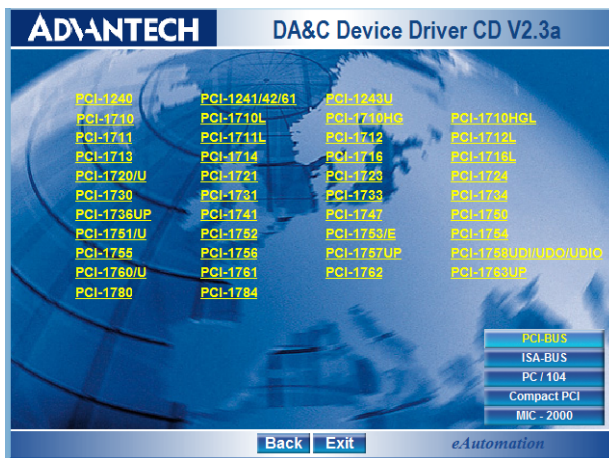 ADVANTECH DA&C Device Driver CD V2.3a
PCI-1240 PCI-1241/42/61 PCI-1243U
PCI-1710 PCI-1710L PCI-1710HG PCI-1710HGL
PCI-1711 PCI-1711L PCI-1712 PCI-1712L
PCI-1713 PCI-1714 PCI-1716 PCI-1716L
PCI-1720/U PCI-1721 PCI-1723 PCI-1724
PCI-1730 PCI-1731 PCI-1733 PCI-1734
PCI-1736UP PCI-1741 PCI-1747 PCI-1750
PCI-1751/U PCI-1752 PCI-1753/E PCI-1754
PCI-1755 PCI-1756 PCI-1757UP PCI-1758UDI/UDO/UDIO
PCI-1760/U PCI-1761 PCI-1762 PCI-1763UP
PCI-1780 PCI-1784
PCI-BUS
ISA-BUS
PC / 104
Compact PCI
MIC - 2000
Back Exit eAutomation